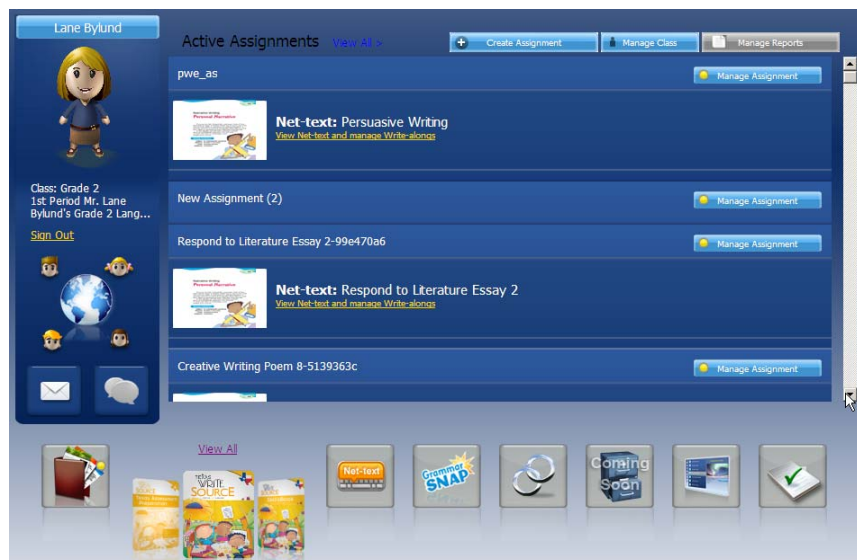 Lane Bylund
Active Assignments View All >
Create Assignment
Manage Class
Manage Reports
pwe_as
Manage Assignment
Net-text: Persuasive Writing
View Net-text and manage Write-alongs
Class: Grade 2
1st Period Mr. Lane
Bylund's Grade 2 Lang...
Sign Out
New Assignment (2)
Manage Assignment
Respond to Literature Essay 2-99e470a6
Manage Assignment
Net-text: Respond to Literature Essay 2
View Net-text and manage Write-alongs
Creative Writing Poem 8-5139363c
Manage Assignment
View All
WRITE
SOURCE
Net-text
Grammar
SNAP
Coming
Soon